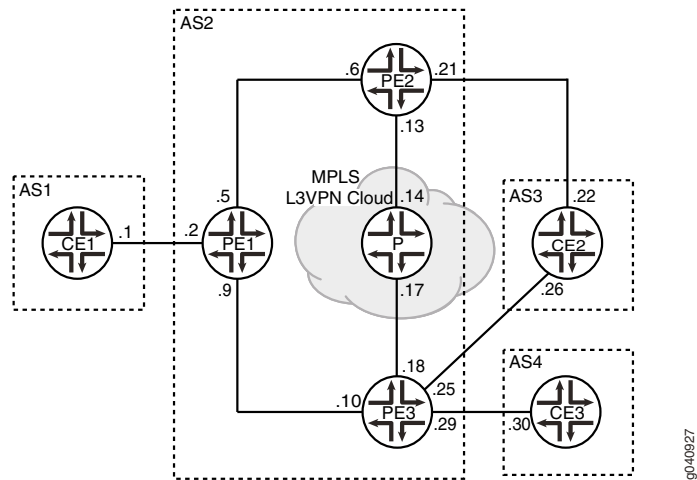 AS2
.6
PE2
.21
.13
MPLS
L3VPN Cloud
.14
AS1
AS3
.5
.22
CE1
.1
.2
PE1
P
CE2
.9
.17
.26
.18
AS4
.25
.10
PE3
.29
.30
CE3
g040927